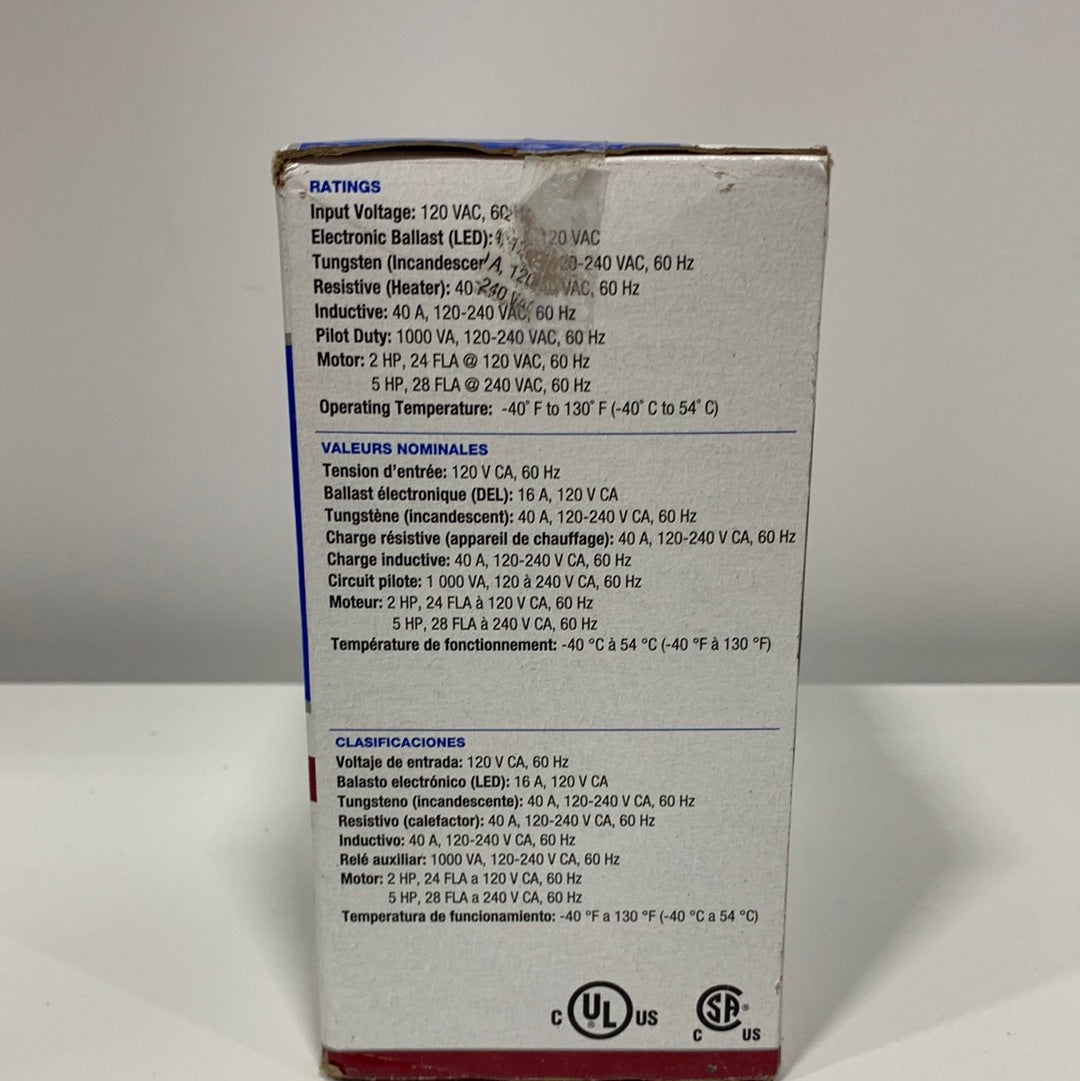 RATINGS
Input Voltage: 120 VAC, 60
Electronic Ballast (LED): 120 VAC
Tungsten (Incandescen A, 120-240 VAC, 60 Hz
Resistive (Heater): 40 VAC, 60 Hz
Inductive: 40 A, 120-240 VAC, 60 Hz
Pilot Duty: 1000 VA, 120-240 VAC, 60 Hz
Motor: 2 HP, 24 FLA @ 120 VAC, 60 Hz
5 HP, 28 FLA @ 240 VAC, 60 Hz
Operating Temperature: -40° F to 130° F (-40° C to 54° C)
VALEURS NOMINALES
Tension d'entrée: 120 V CA, 60 Hz
Ballast électronique (DEL): 16 A, 120 V CA
Tungstène (incandescent): 40 A, 120-240 V CA, 60 Hz
Charge résistive (appareil de chauffage): 40 A, 120-240 V CA, 60 Hz
Charge inductive: 40 A, 120-240 V CA, 60 Hz
Circuit pilote: 1 000 VA, 120 à 240 V CA, 60 Hz
Moteur: 2 HP, 24 FLA à 120 V CA, 60 Hz
5 HP, 28 FLA à 240 V CA, 60 Hz
Température de fonctionnement: -40 °C à 54 °C (-40 °F à 130 °F)
CLASIFICACIONES
Voltaje de entrada: 120 V CA, 60 Hz
Balasto electrónico (LED): 16 A, 120 V CA
Tungsteno (incandescente): 40 A, 120-240 V CA, 60 Hz
Resistivo (calefactor): 40 A, 120-240 V CA, 60 Hz
Inductivo: 40 A, 120-240 V CA, 60 Hz
Relé auxiliar: 1000 VA, 120-240 V CA, 60 Hz
Motor: 2 HP, 24 FLA a 120 V CA, 60 Hz
5 HP, 28 FLA a 240 V CA, 60 Hz
Temperatura de funcionamiento: -40 °F a 130 °F (-40 °C a 54 °C)
C UL US
C SA US